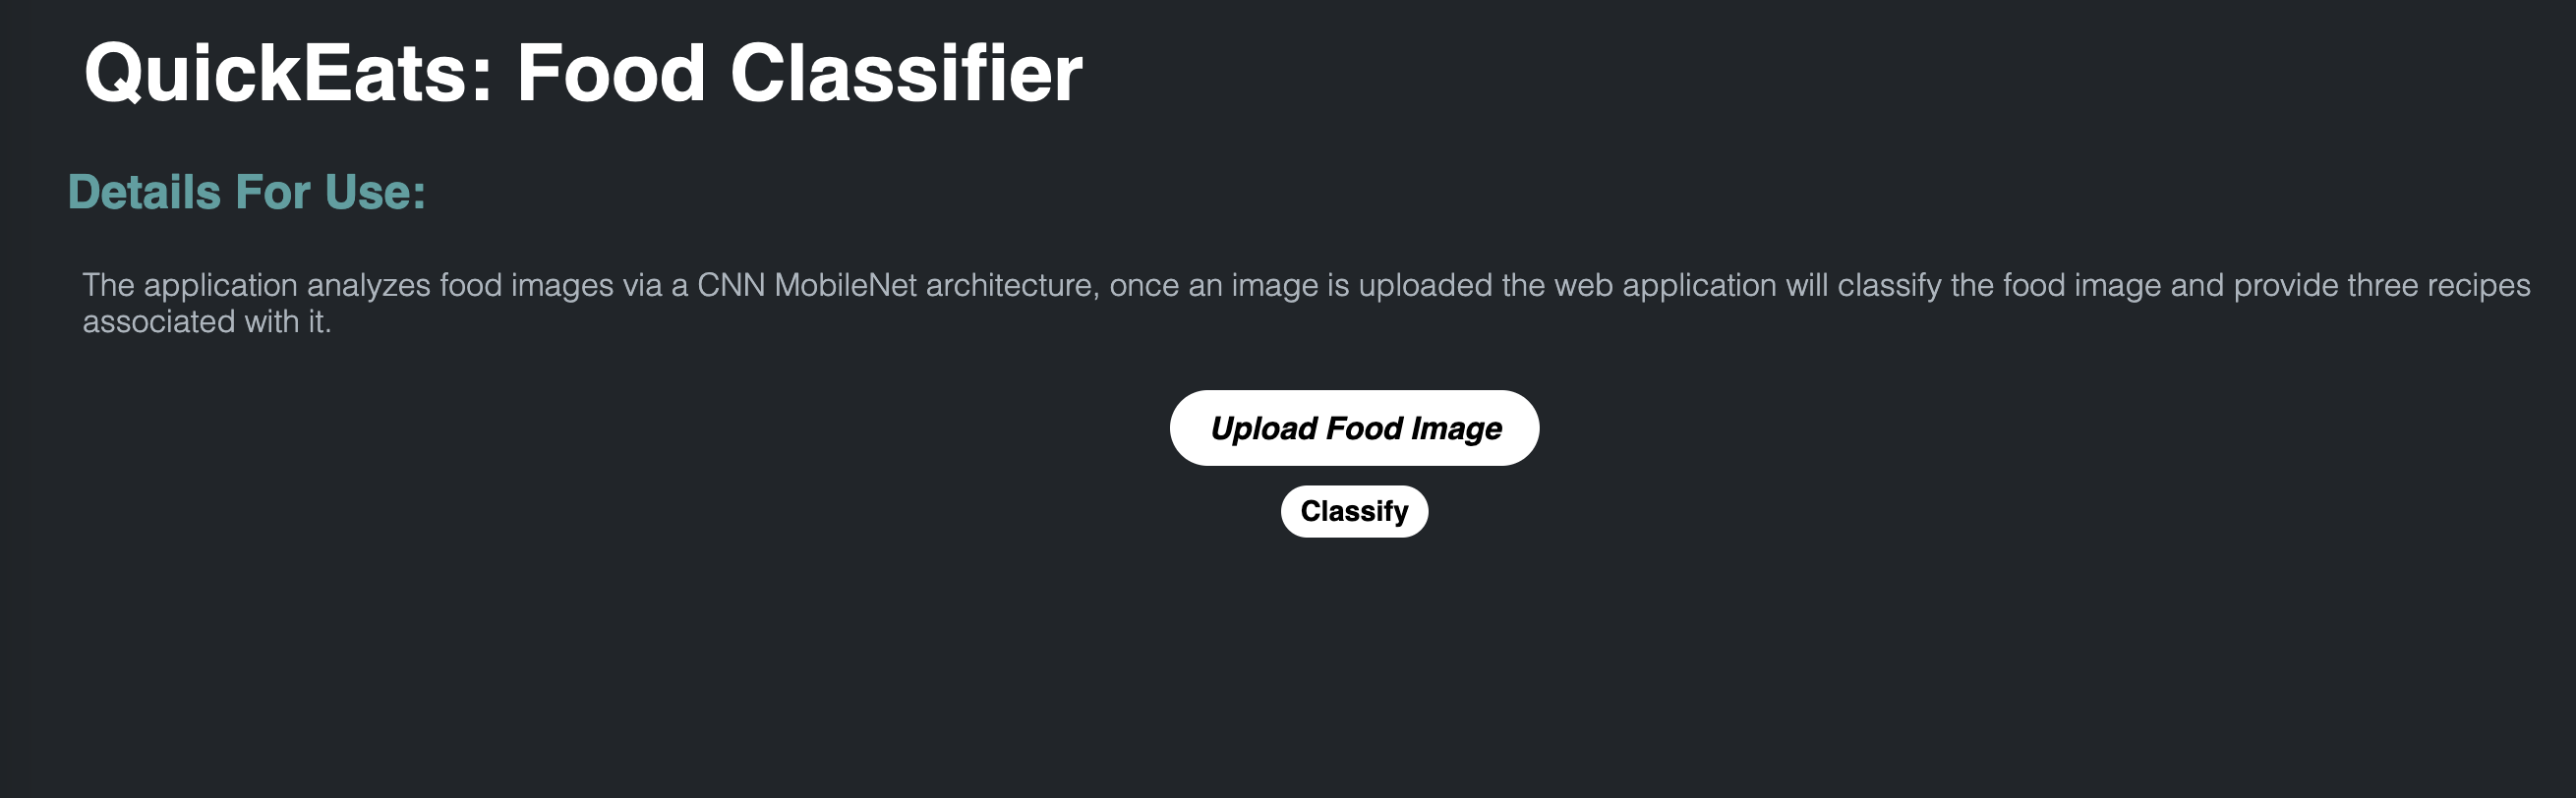 QuickEats: Food Classifier
Details For Use:
The application analyzes food images via a CNN MobileNet architecture, once an image is uploaded the web application will classify the food image and provide three recipes
associated with it.
Upload Food Image
Classify